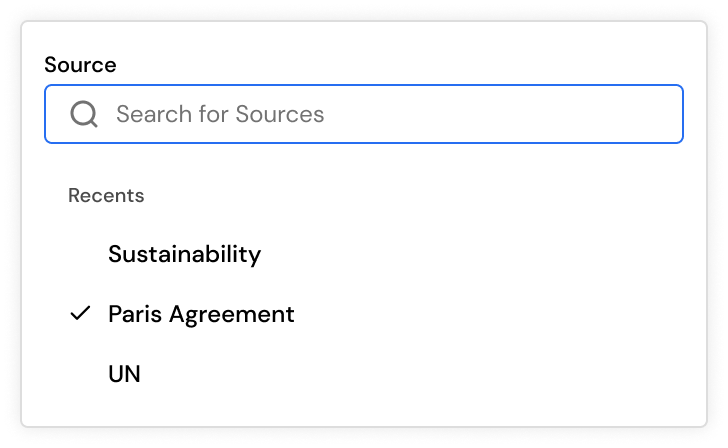 Source
Search for Sources
Recents
Sustainability
Paris Agreement
UN